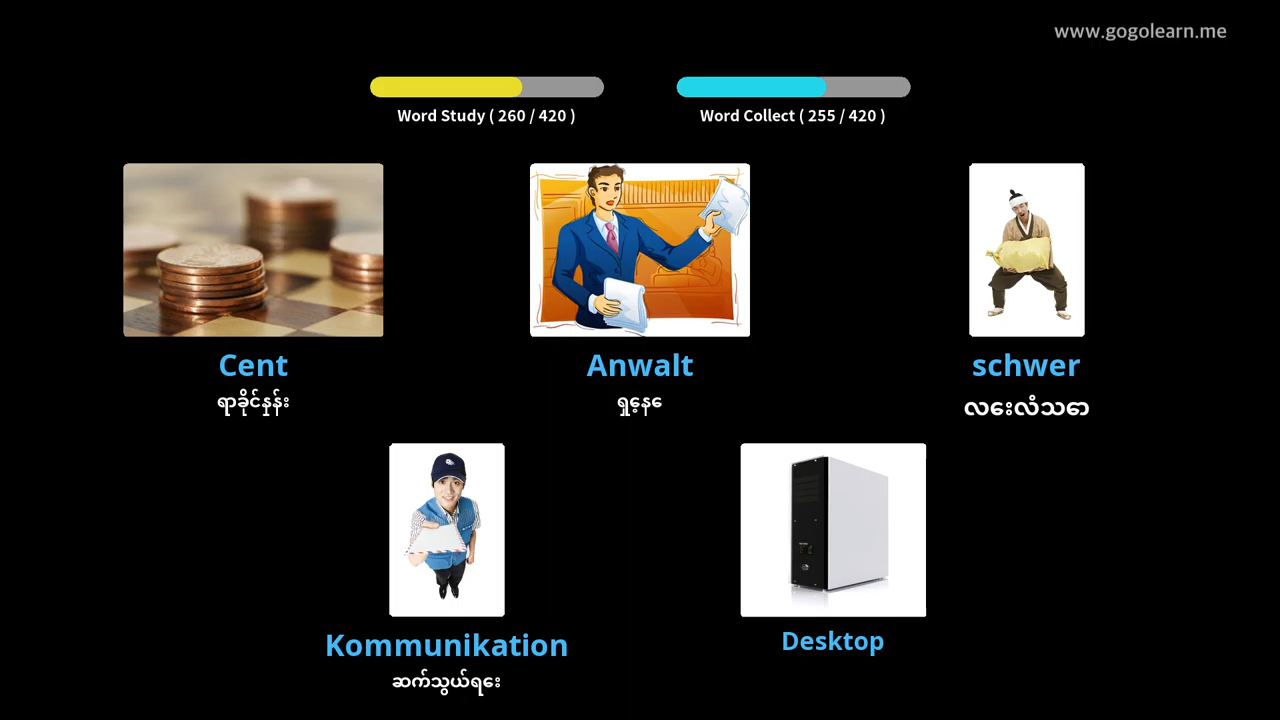 www.gogolearn.me
Word Study ( 260 / 420 )
Word Collect ( 255 / 420 )
Cent
ရာခိုင်နှန်း
Anwalt
ရှေ့နေ
schwer
လေးလံသော
Kommunikation
ဆက်သွယ်ရေး
Desktop